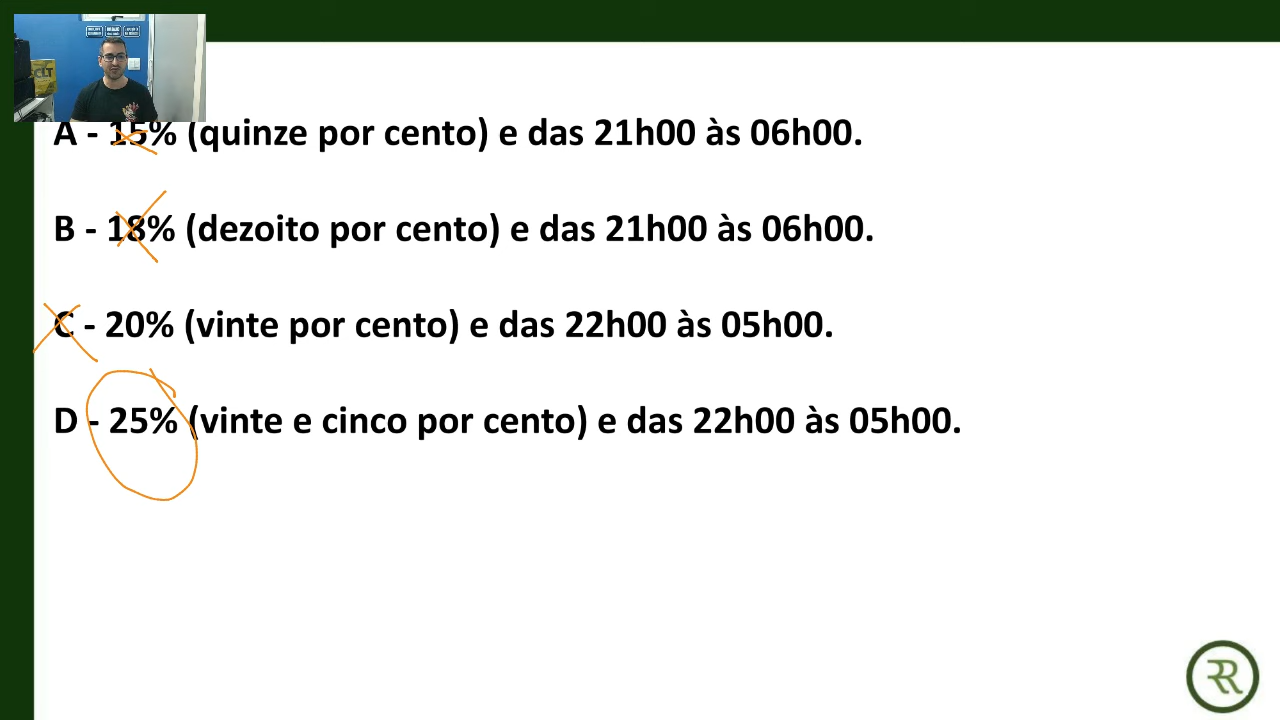 CLT
A - 15% (quinze por cento) e das 21h00 às 06h00.
B - 18% (dezoito por cento) e das 21h00 às 06h00.
C - 20% (vinte por cento) e das 22h00 às 05h00.
D - 25% (vinte e cinco por cento) e das 22h00 às 05h00.